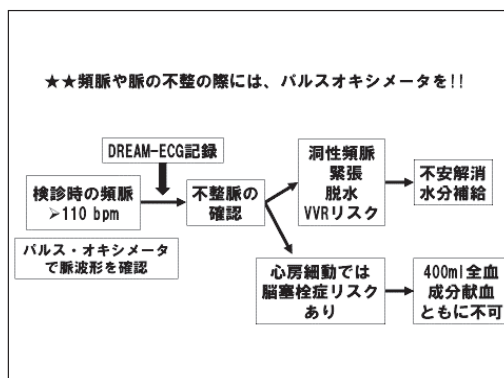 ★★頻脈や脈の不整の際には、パルスオキシメータを!!
DREAM-ECG記録
検診時の頻脈
>110 bpm
パルス・オキシメータ
で脈波形を確認
不整脈の
確認
洞性頻脈
緊張
脱水
VVRリスク
不安解消
水分補給
心房細動では
脳塞栓症リスク
あり
400ml全血
成分献血
ともに不可